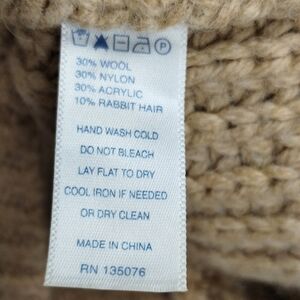 30% WOOL
30% NYLON
30% ACRYLIC
10% RABBIT HAIR
HAND WASH COLD
DO NOT BLEACH
LAY FLAT TO DRY
COOL IRON IF NEEDED
OR DRY CLEAN
MADE IN CHINA
RN 135076